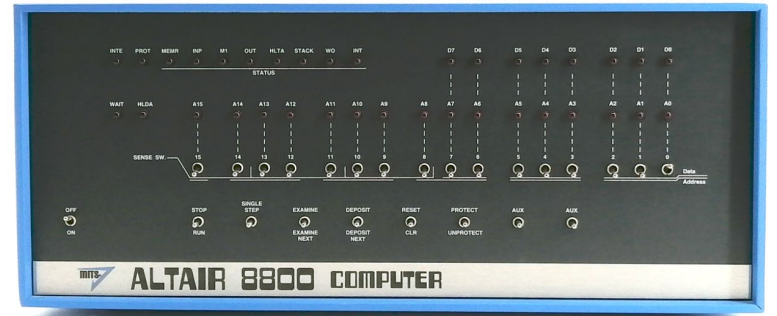 INTE PROT MEMR INP M1 OUT HLTA STACK WO INT D7 D6 D5 D4 D3 D2 D1 D0
STATUS
WAIT HLDA A15 A14 A13 A12 A11 A10 A9 A8 A7 A6 A5 A4 A3 A2 A1 A0
SENSE SW. 15 14 13 12 11 10 9 8 7 6 5 4 3 2 1 0
Data
Address
OFF STOP SINGLE STEP EXAMINE DEPOSIT RESET PROTECT AUX AUX
ON RUN EXAMINE NEXT DEPOSIT NEXT CLR UNPROTECT
mits ALTAIR 8800 COMPUTER